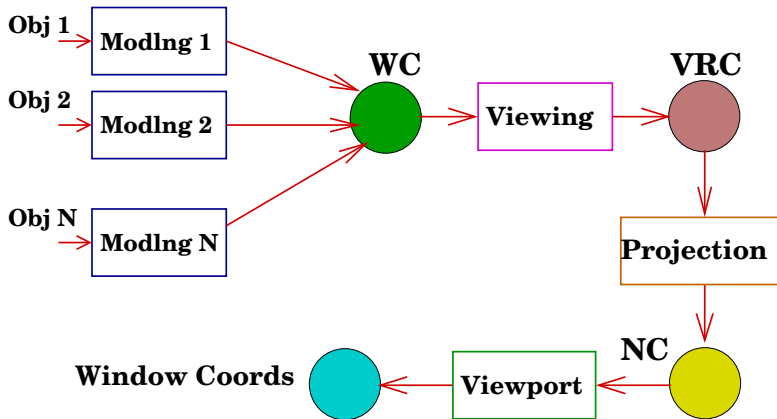 Obj 1
Modlng 1
WC
VRC
Obj 2
Modlng 2
Viewing
Obj N
Modlng N
Projection
NC
Window Coords
Viewport